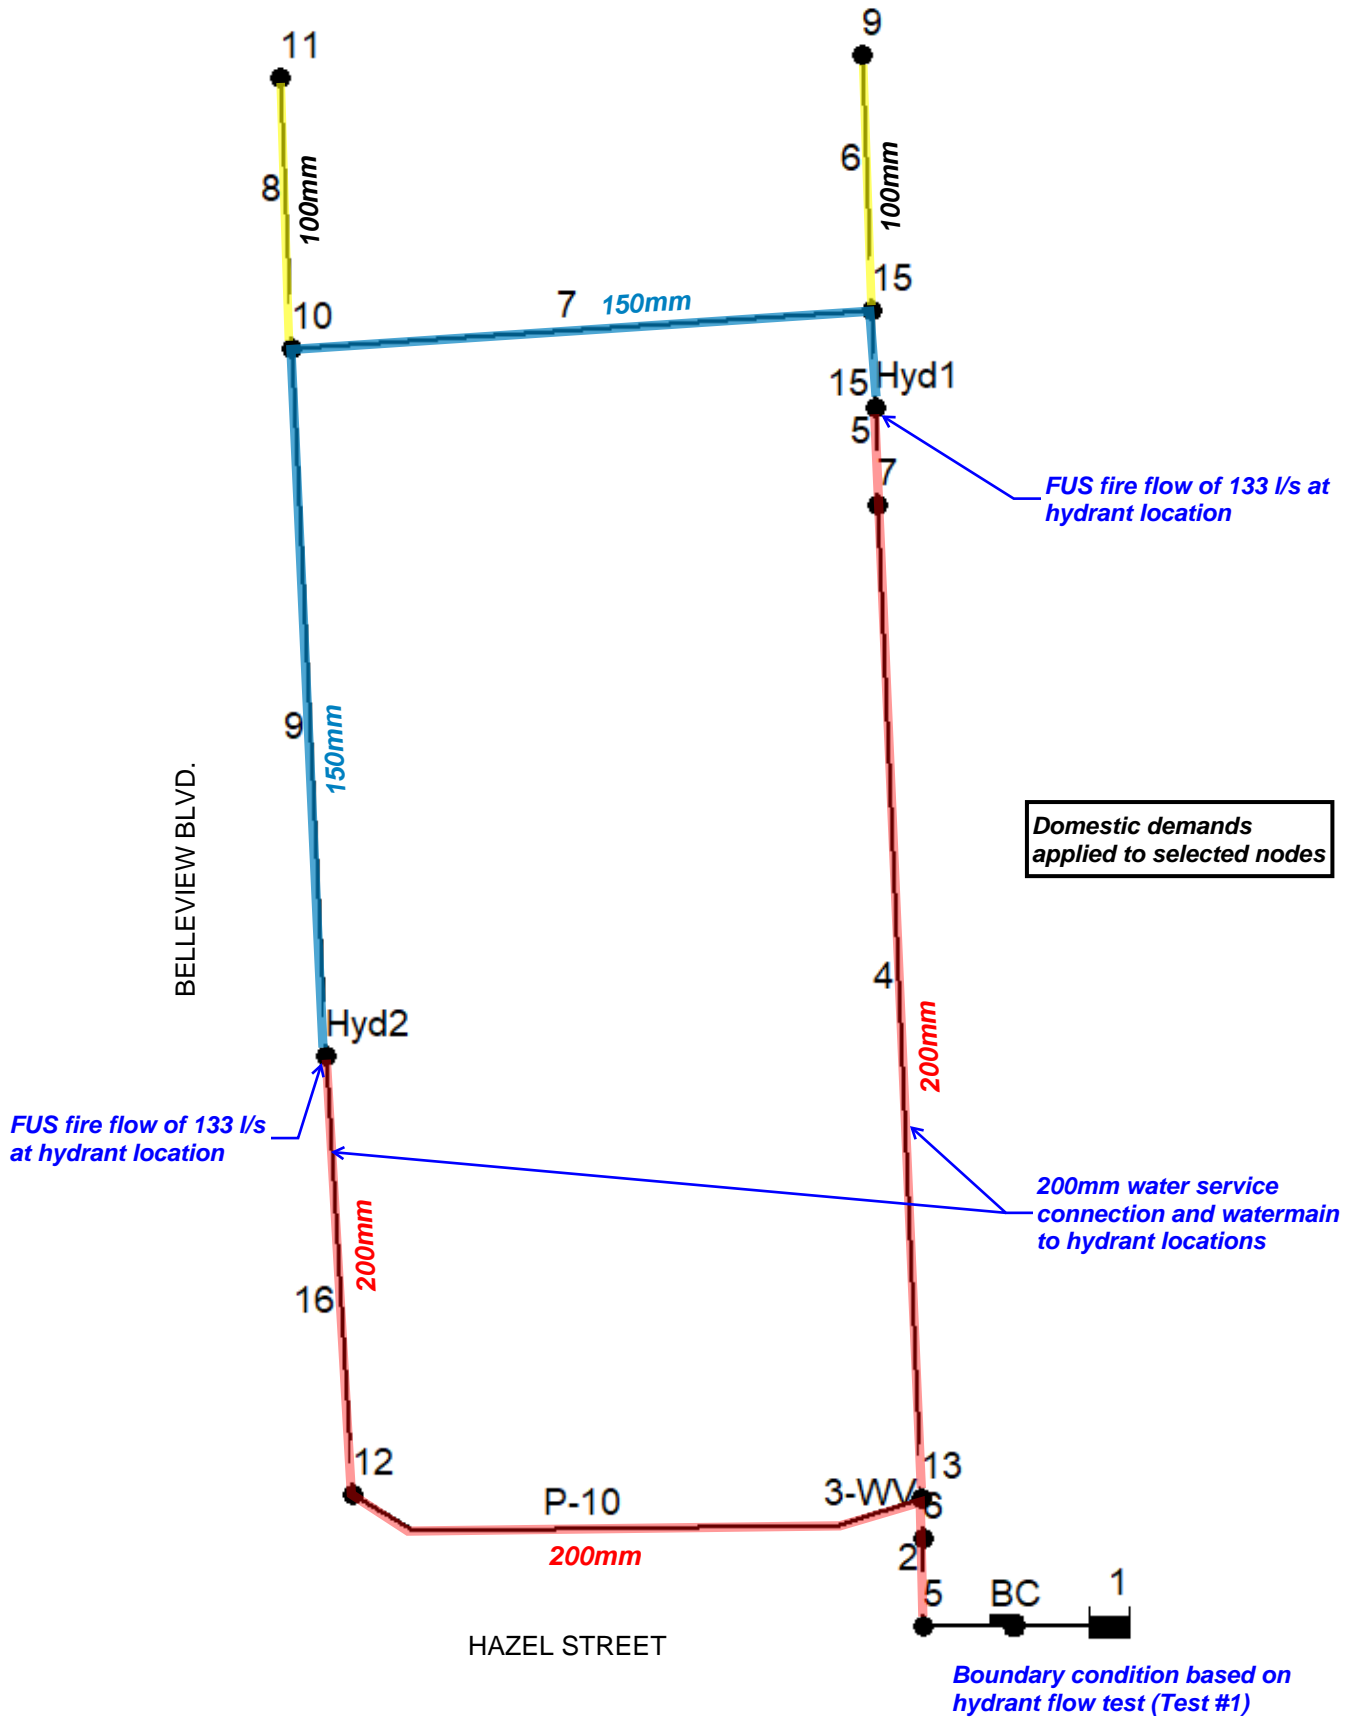 11
9
8
100mm
6
100mm
10
7
150mm
15
15
Hyd1
5
7
FUS fire flow of 133 l/s at
hydrant location
9
150mm
BELLEVIEW BLVD.
Domestic demands
applied to selected nodes
4
200mm
Hyd2
FUS fire flow of 133 l/s
at hydrant location
200mm water service
connection and watermain
to hydrant locations
16
200mm
12
P-10
200mm
3-WV
13
6
2
5
BC
1
HAZEL STREET
Boundary condition based on
hydrant flow test (Test #1)